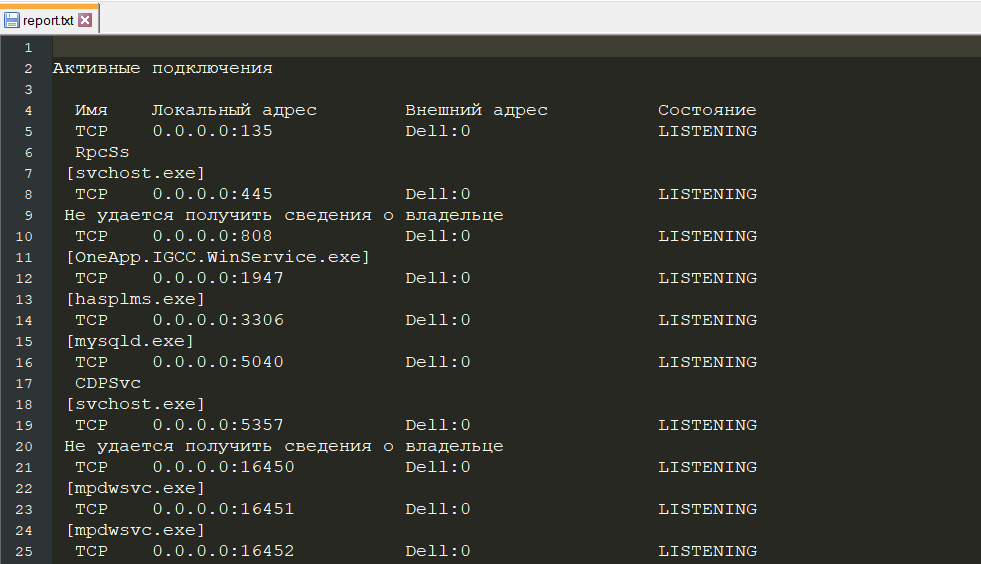 report.txt
1
2 Активные подключения
3
4 Имя Локальный адрес Внешний адрес Состояние
5 TCP 0.0.0.0:135 Dell:0 LISTENING
6 RpcSs
7 [svchost.exe]
8 TCP 0.0.0.0:445 Dell:0 LISTENING
9 Не удается получить сведения о владельце
10 TCP 0.0.0.0:808 Dell:0 LISTENING
11 [OneApp.IGCC.WinService.exe]
12 TCP 0.0.0.0:1947 Dell:0 LISTENING
13 [hasplms.exe]
14 TCP 0.0.0.0:3306 Dell:0 LISTENING
15 [mysqld.exe]
16 TCP 0.0.0.0:5040 Dell:0 LISTENING
17 CDPSvc
18 [svchost.exe]
19 TCP 0.0.0.0:5357 Dell:0 LISTENING
20 Не удается получить сведения о владельце
21 TCP 0.0.0.0:16450 Dell:0 LISTENING
22 [mpdwsvc.exe]
23 TCP 0.0.0.0:16451 Dell:0 LISTENING
24 [mpdwsvc.exe]
25 TCP 0.0.0.0:16452 Dell:0 LISTENING